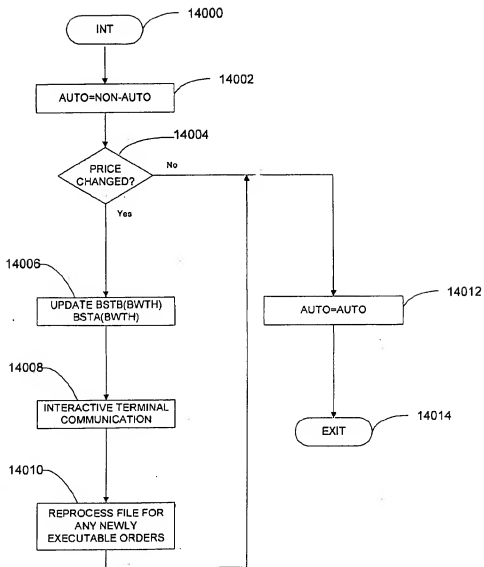 INT
14000
AUTO=NON-AUTO
14002
14004
PRICE
CHANGED?
No
Yes
14006
UPDATE BSTB(BWTH)
BSTA(BWTH)
14012
AUTO=AUTO
14008
INTERACTIVE TERMINAL
COMMUNICATION
14014
EXIT
14010
REPROCESS FILE FOR
ANY NEWLY
EXECUTABLE ORDERS